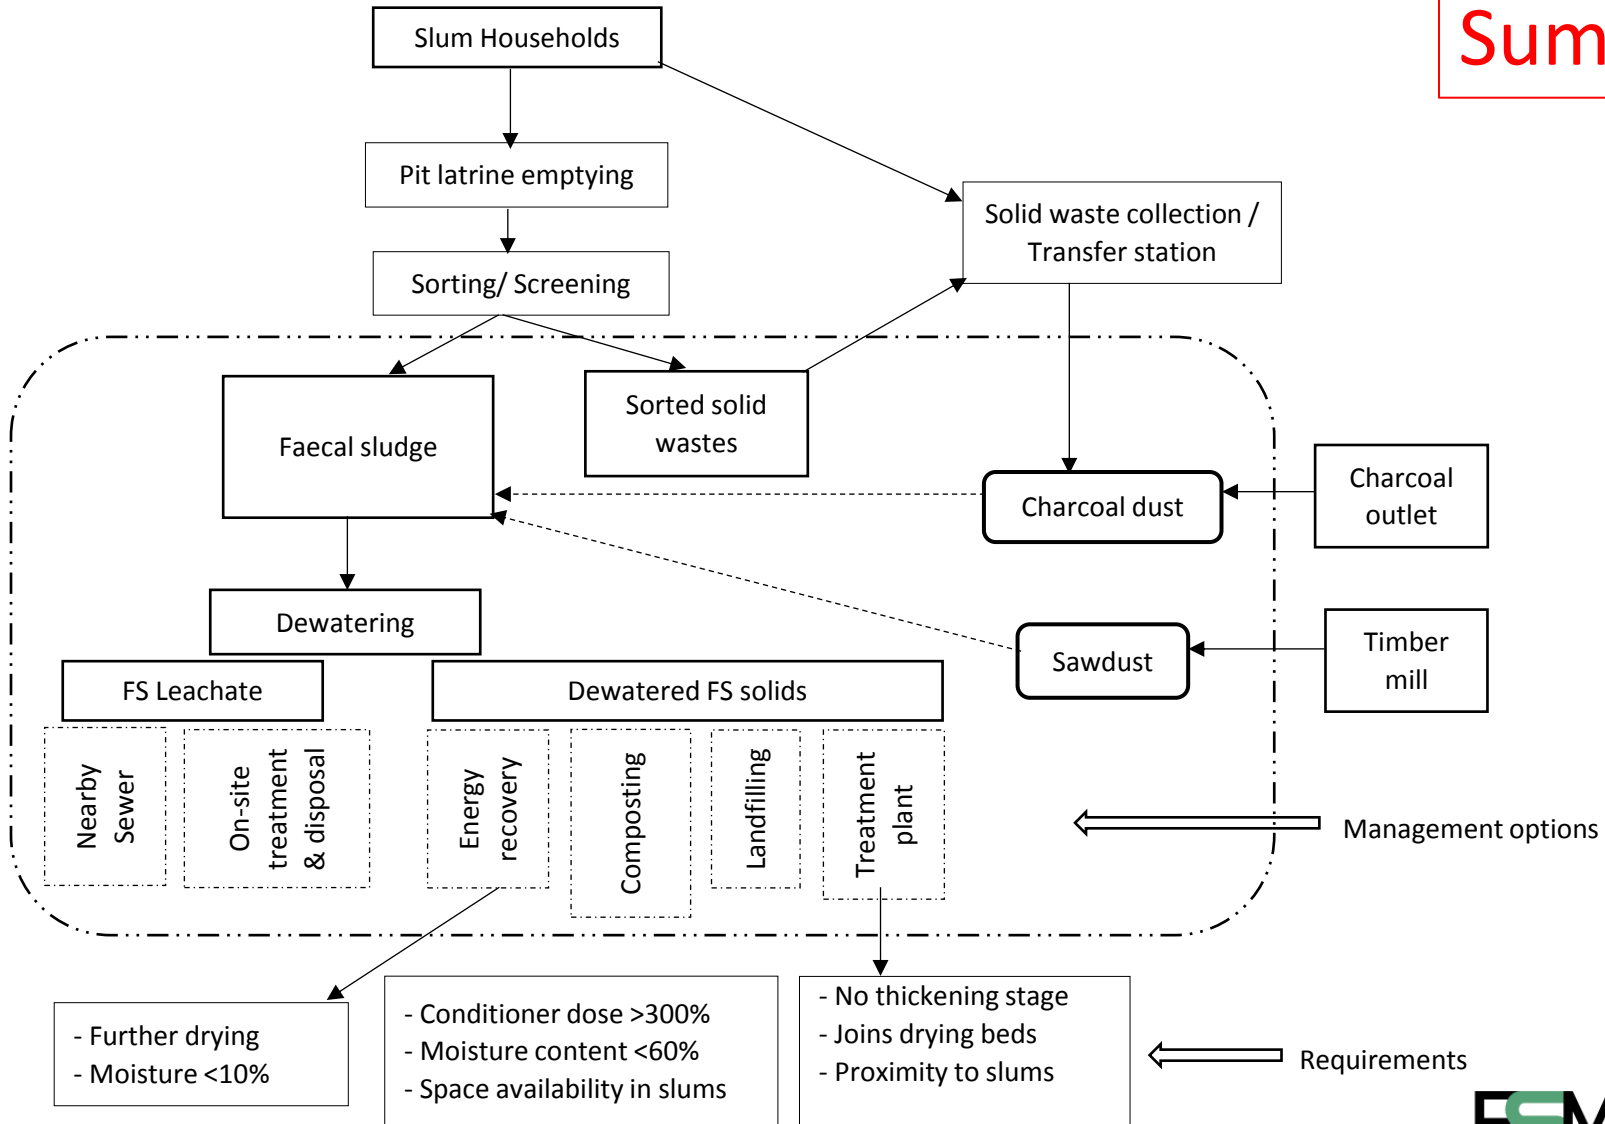 Slum Households
Sum
Pit latrine emptying
Solid waste collection /
Transfer station
Sorting/ Screening
Faecal sludge
Sorted solid
wastes
Charcoal dust
Charcoal
outlet
Dewatering
Sawdust
Timber
mill
FS Leachate
Dewatered FS solids
Nearby
Sewer
On-site
treatment
& disposal
Energy
recovery
Composting
Landfilling
Treatment
plant
Management options
- Further drying
- Moisture <10%
- Conditioner dose >300%
- Moisture content <60%
- Space availability in slums
- No thickening stage
- Joins drying beds
- Proximity to slums
Requirements